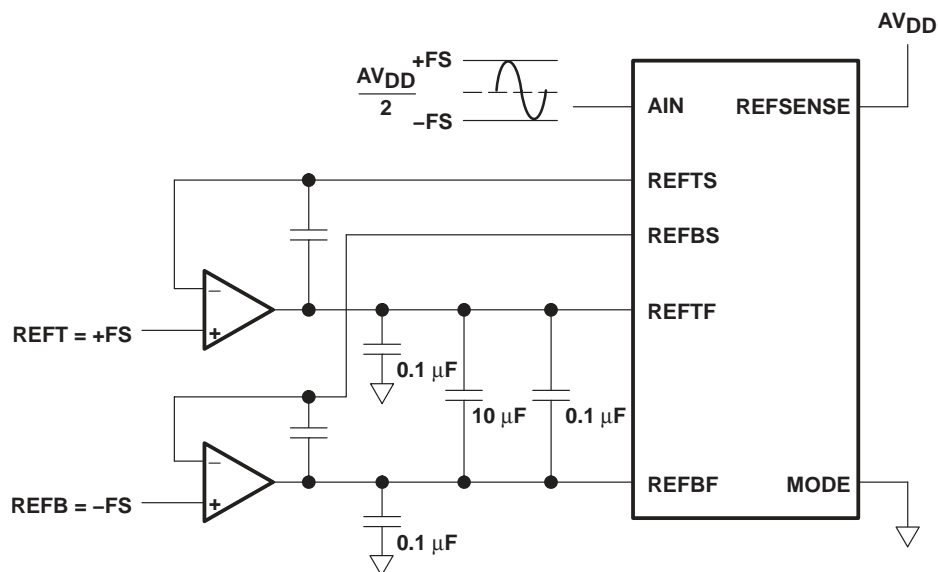 AVDD
+FS
AVDD
2
–FS
AIN
REFSENSE
REFTS
REFBS
–
+
REFT = +FS
REFTF
0.1 μF
10 μF
0.1 μF
–
+
REFB = –FS
REFBF
MODE
0.1 μF